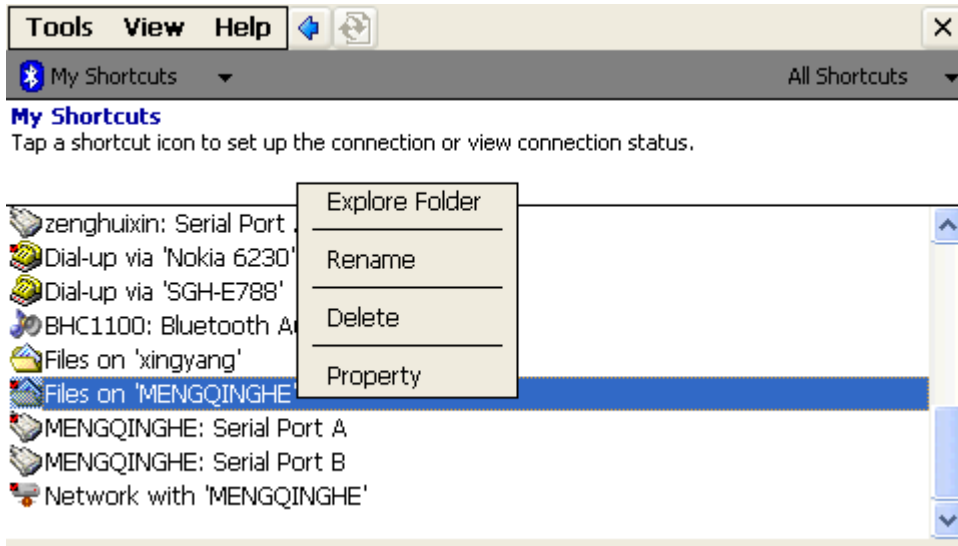 Tools View Help
My Shortcuts All Shortcuts
My Shortcuts
Tap a shortcut icon to set up the connection or view connection status.
Explore Folder
Rename
Delete
Property
zenghuixin: Serial Port
Dial-up via 'Nokia 6230'
Dial-up via 'SGH-E788'
BHC1100: Bluetooth
Files on 'xingyang'
Files on 'MENGQINGHE'
MENGQINGHE: Serial Port A
MENGQINGHE: Serial Port B
Network with 'MENGQINGHE'